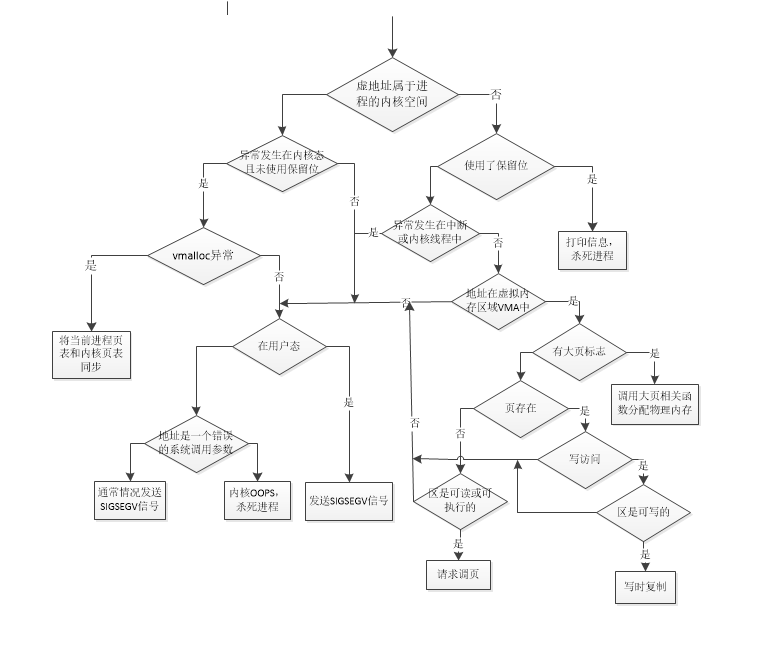 虚地址属于进
程的内核空间
否
异常发生在内核态
且未使用保留位
使用了保留位
是
是
否
异常发生在中断
或内核线程中
是
否
打印信息，
杀死进程
vmalloc异常
是
否
地址在虚拟内
存区域VMA中
否
是
将当前进程页
表和内核页表
同步
在用户态
有大页标志
是
是
调用大页相关函
数分配物理内存
页存在
是
否
否
地址是一个错误
的系统调用参数
写访问
是
通常情况发送
SIGSEGV信号
内核OOPS，
杀死进程
发送SIGSEGV信号
区是可读或可
执行的
区是可写的
是
是
请求调页
写时复制